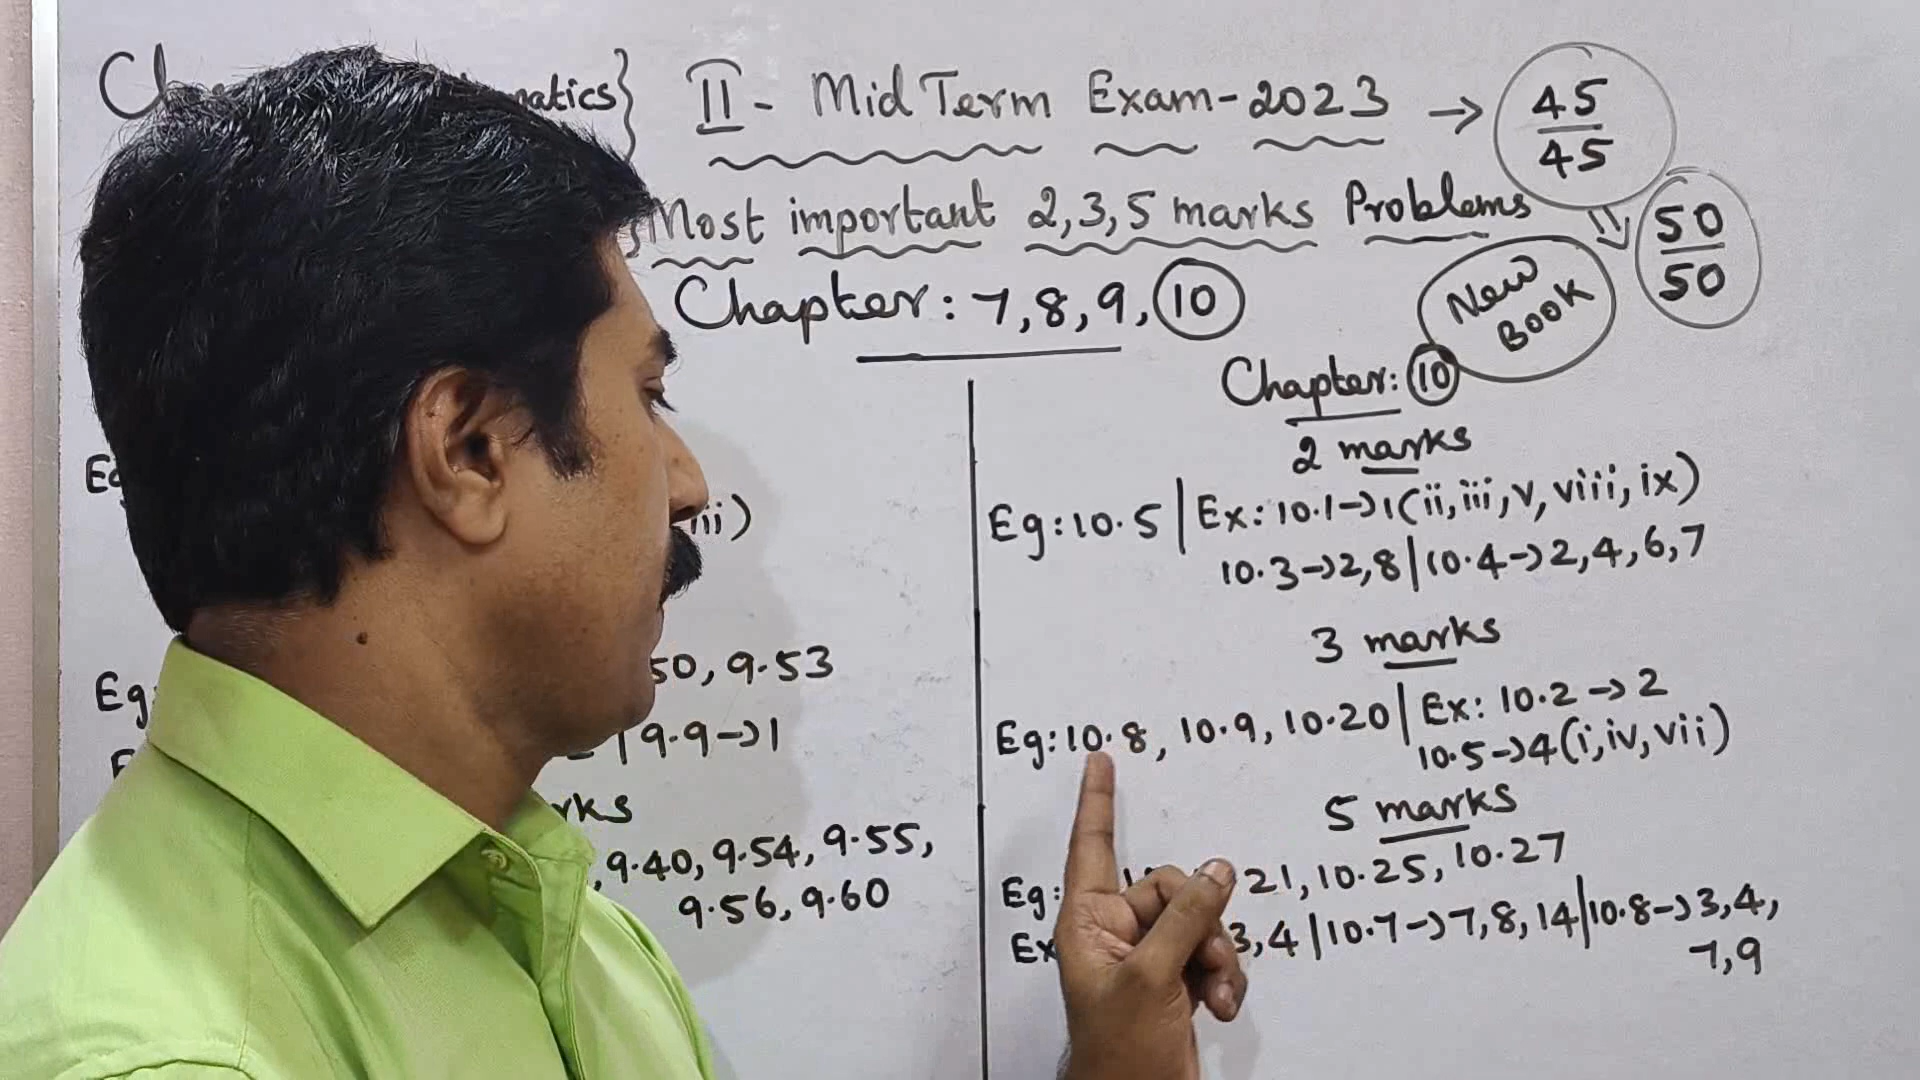 II - Mid Term Exam-2023 → 45/45
Most important 2,3,5 marks Problems ⇒ 50/50
Chapter: 7,8,9,10
New
BOOK
iii)
50, 9.53
9.9→1
9.40, 9.54, 9.55,
9.56, 9.60
Chapter: 10
2 marks
Eg: 10.5 | Ex: 10.1→1(ii, iii, v, viii, ix)
10.3→2,8 | 10.4→2,4,6,7
3 marks
Eg: 10.8, 10.9, 10.20 | Ex: 10.2→2
10.5→4(i, iv, vii)
5 marks
Eg: 21, 10.25, 10.27
Ex 3,4 | 10.7→7,8,14 | 10.8→3,4,
7,9